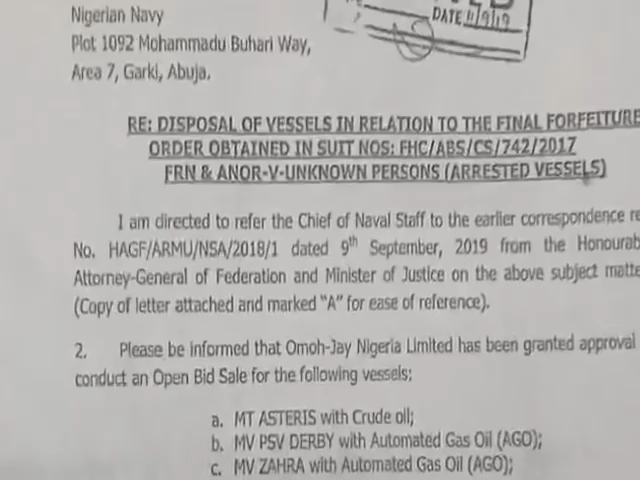 Nigerian Navy
Plot 1092 Mohammadu Buhari Way,
Area 7, Garki, Abuja.
DATE
RE: DISPOSAL OF VESSELS IN RELATION TO THE FINAL FORFEITURE
ORDER OBTAINED IN SUIT NOS: FHC/ABS/CS/742/2017
FRN & ANOR-V-UNKNOWN PERSONS (ARRESTED VESSELS)
I am directed to refer the Chief of Naval Staff to the earlier correspondence re
No. HAGF/ARMU/NSA/2018/1 dated 9th September, 2019 from the Honourab
Attorney-General of Federation and Minister of Justice on the above subject matte
(Copy of letter attached and marked "A" for ease of reference).
2. Please be informed that Omoh-Jay Nigeria Limited has been granted approval
conduct an Open Bid Sale for the following vessels;
a. MT ASTERIS with Crude oil;
b. MV PSV DERBY with Automated Gas Oil (AGO);
c. MV ZAHRA with Automated Gas Oil (AGO);